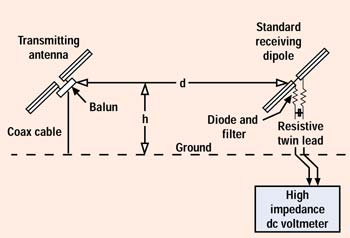 Transmitting
antenna
Standard
receiving
dipole
d
Balun
h
Coax cable
Diode and
filter
Resistive
twin lead
Ground
High
impedance
dc voltmeter